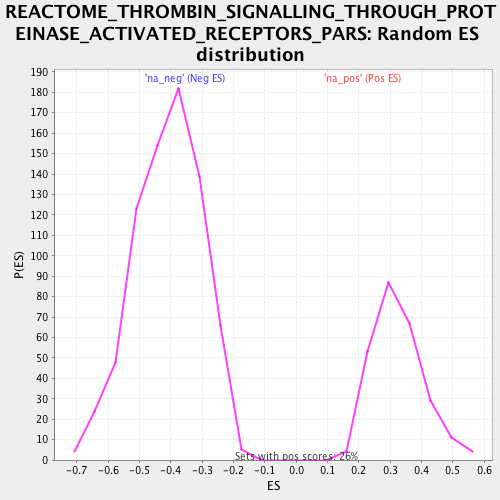 REACTOME_THROMBIN_SIGNALLING_THROUGH_PROT
EINASE_ACTIVATED_RECEPTORS_PARS: Random ES
distribution
'na_neg' (Neg ES) 'na_pos' (Pos ES)
190
180
170
160
150
140
130
120
110
100
90
80
70
60
50
40
30
20
10
0
P(ES)
Sets with pos scores: 26%
-0.7 -0.6 -0.5 -0.4 -0.3 -0.2 -0.1 0.0 0.1 0.2 0.3 0.4 0.5 0.6
ES